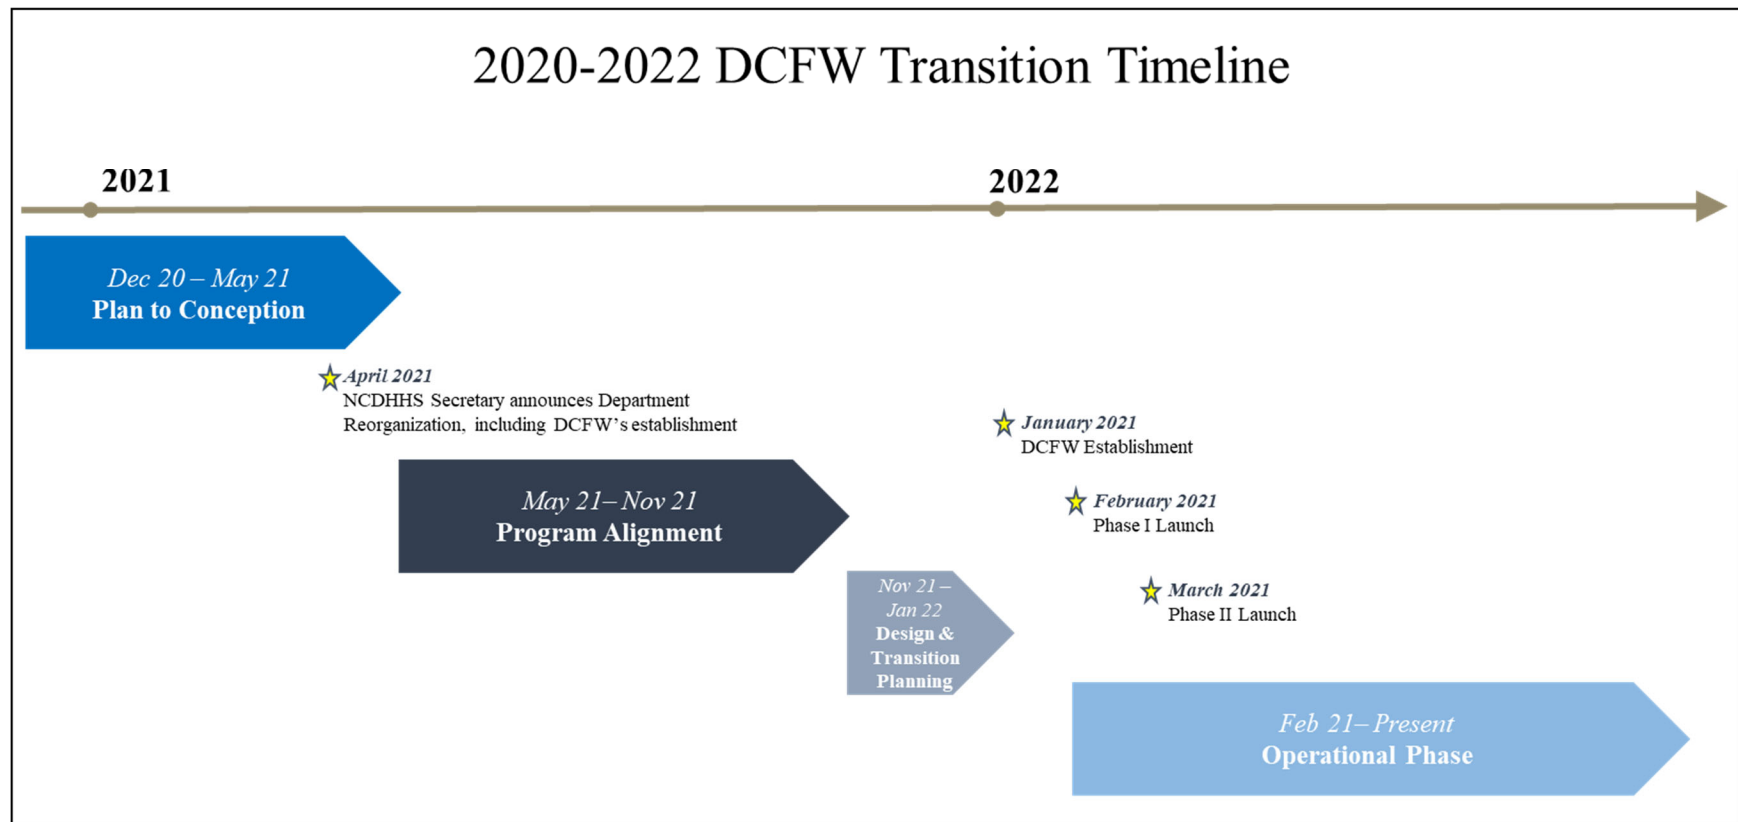 2020-2022 DCFW Transition Timeline
2021
2022
Dec 20 – May 21
Plan to Conception
April 2021
NCDHHS Secretary announces Department
Reorganization, including DCFW’s establishment
January 2021
DCFW Establishment
May 21– Nov 21
Program Alignment
February 2021
Phase I Launch
Nov 21 –
Jan 22
Design &
Transition
Planning
March 2021
Phase II Launch
Feb 21– Present
Operational Phase